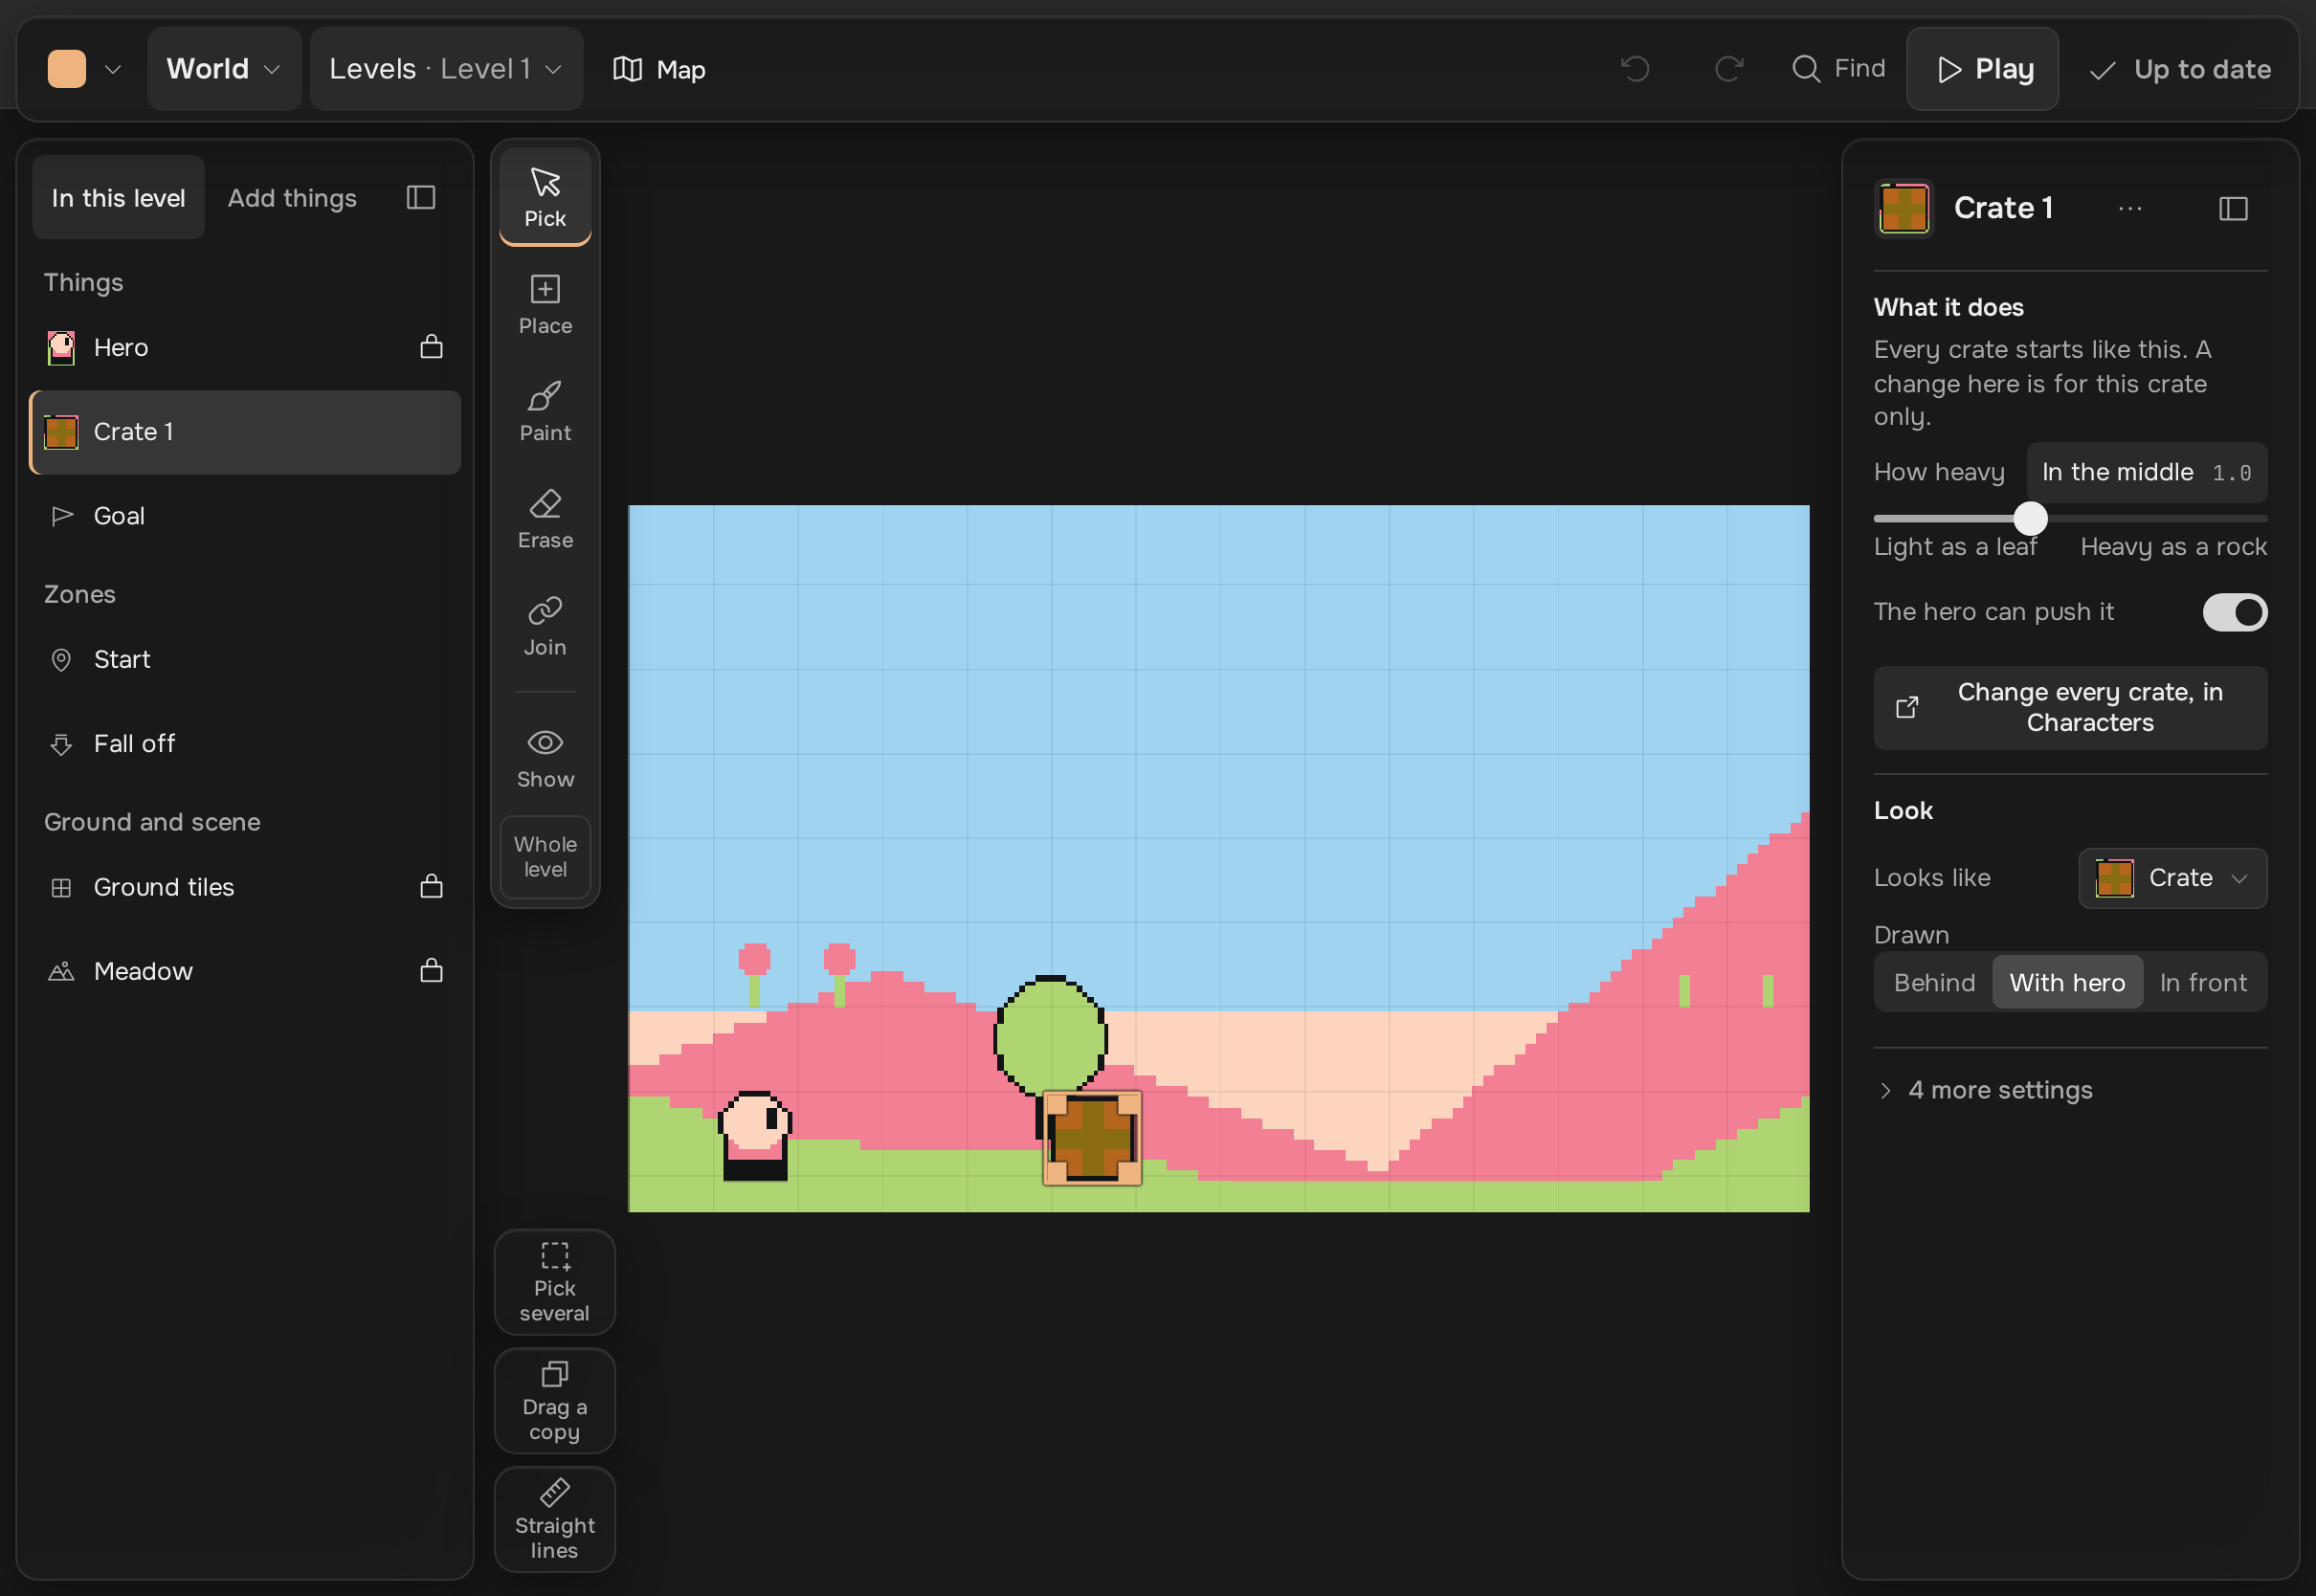 World
Levels · Level 1
Map
Find
Play
Up to date
In this level
Add things
Things
Hero
Crate 1
Goal
Zones
Start
Fall off
Ground and scene
Ground tiles
Meadow
Pick
Place
Paint
Erase
Join
Show
Whole
level
Pick
several
Drag a
copy
Straight
lines
Crate 1
What it does
Every crate starts like this. A
change here is for this crate
only.
How heavy
In the middle 1.0
Light as a leaf
Heavy as a rock
The hero can push it
Change every crate, in
Characters
Look
Looks like
Crate
Drawn
Behind
With hero
In front
4 more settings